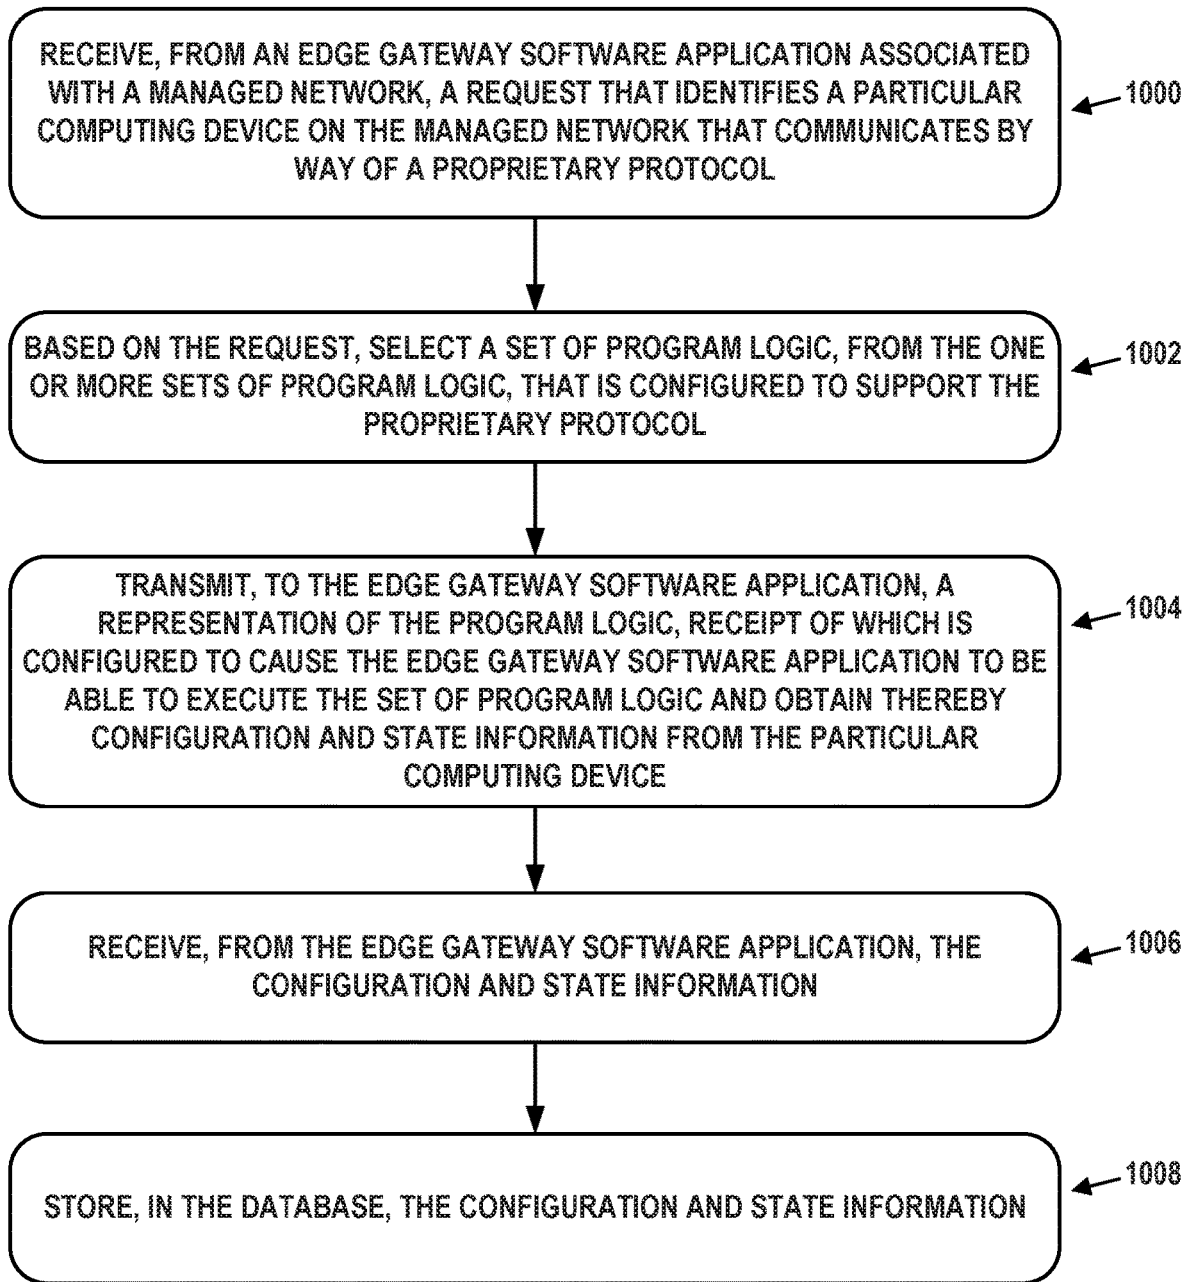 RECEIVE, FROM AN EDGE GATEWAY SOFTWARE APPLICATION ASSOCIATED
WITH A MANAGED NETWORK, A REQUEST THAT IDENTIFIES A PARTICULAR
COMPUTING DEVICE ON THE MANAGED NETWORK THAT COMMUNICATES BY
WAY OF A PROPRIETARY PROTOCOL
1000
BASED ON THE REQUEST, SELECT A SET OF PROGRAM LOGIC, FROM THE ONE
OR MORE SETS OF PROGRAM LOGIC, THAT IS CONFIGURED TO SUPPORT THE
PROPRIETARY PROTOCOL
1002
TRANSMIT, TO THE EDGE GATEWAY SOFTWARE APPLICATION, A
REPRESENTATION OF THE PROGRAM LOGIC, RECEIPT OF WHICH IS
CONFIGURED TO CAUSE THE EDGE GATEWAY SOFTWARE APPLICATION TO BE
ABLE TO EXECUTE THE SET OF PROGRAM LOGIC AND OBTAIN THEREBY
CONFIGURATION AND STATE INFORMATION FROM THE PARTICULAR
COMPUTING DEVICE
1004
RECEIVE, FROM THE EDGE GATEWAY SOFTWARE APPLICATION, THE
CONFIGURATION AND STATE INFORMATION
1006
STORE, IN THE DATABASE, THE CONFIGURATION AND STATE INFORMATION
1008